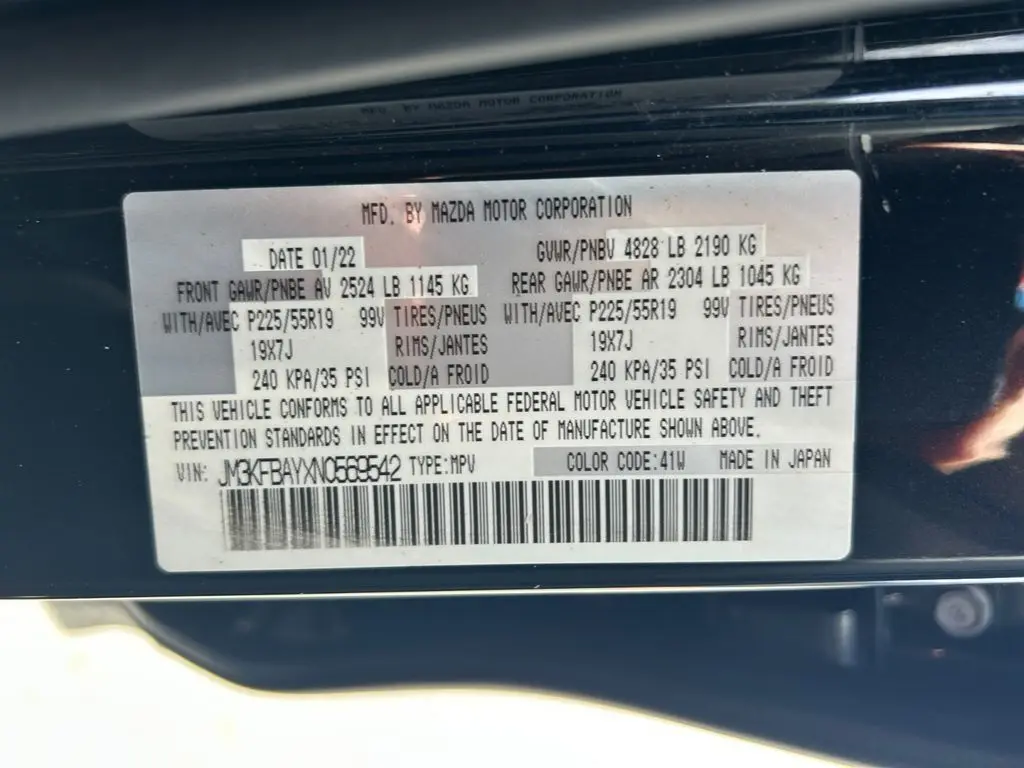 MFD. BY MAZDA MOTOR CORPORATION
MFD. BY MAZDA MOTOR CORPORATION
DATE 01/22 GVWR/PNBV 4828 LB 2190 KG
FRONT GAWR/PNBE AV 2524 LB 1145 KG REAR GAWR/PNBE AR 2304 LB 1045 KG
WITH/AVEC P225/55R19 99V TIRES/PNEUS WITH/AVEC P225/55R19 99V TIRES/PNEUS
19X7J RIMS/JANTES 19X7J RIMS/JANTES
240 KPA/35 PSI COLD/A FROID 240 KPA/35 PSI COLD/A FROID
THIS VEHICLE CONFORMS TO ALL APPLICABLE FEDERAL MOTOR VEHICLE SAFETY AND THEFT
PREVENTION STANDARDS IN EFFECT ON THE DATE OF MANUFACTURE SHOWN ABOVE.
VIN: JM3KFBAYXN0569542 TYPE:MPV COLOR CODE:41W MADE IN JAPAN